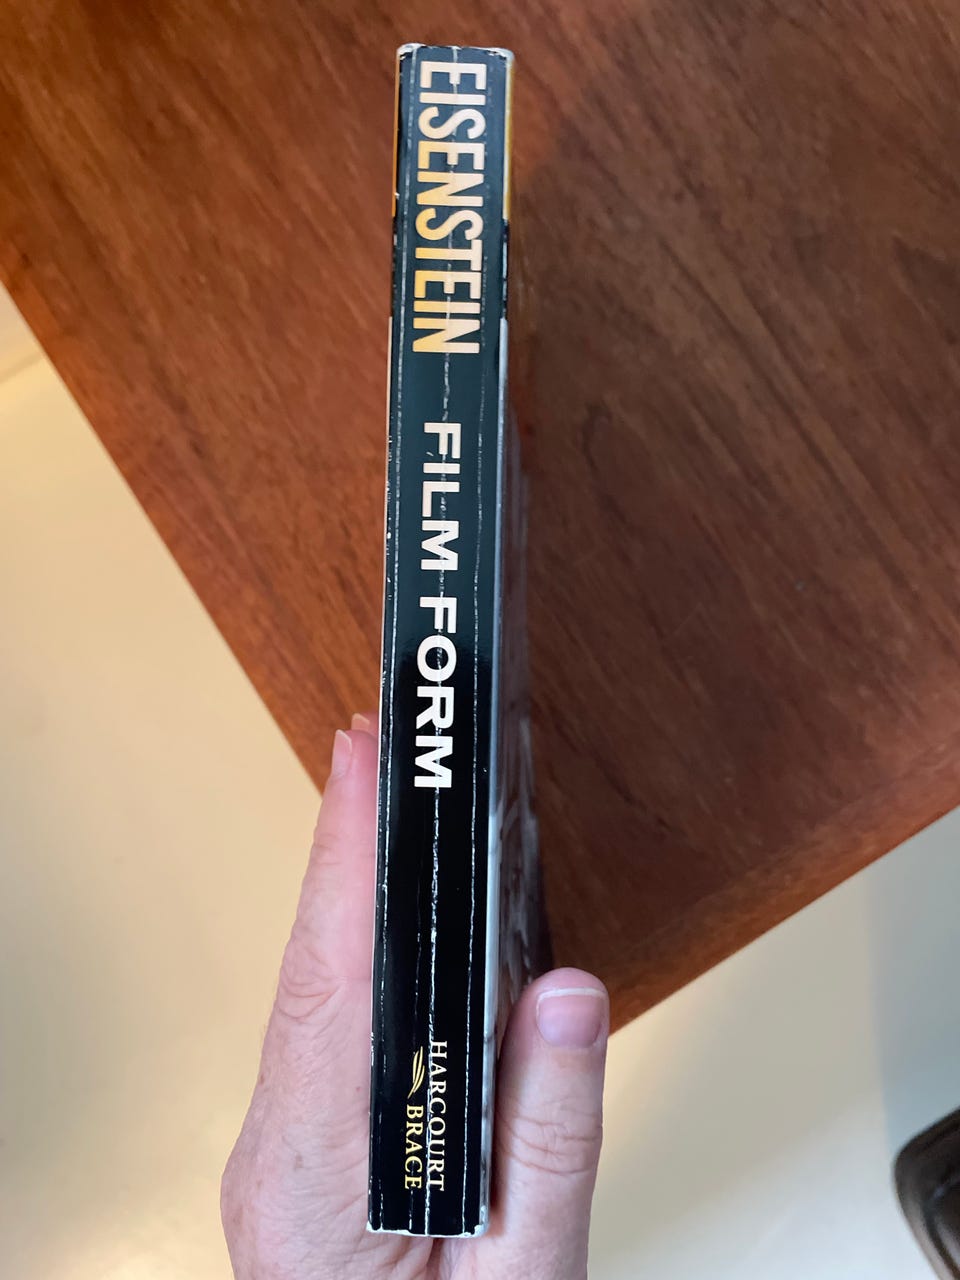 EISENSTEIN
FILM FORM
HARCOURT
BRACE